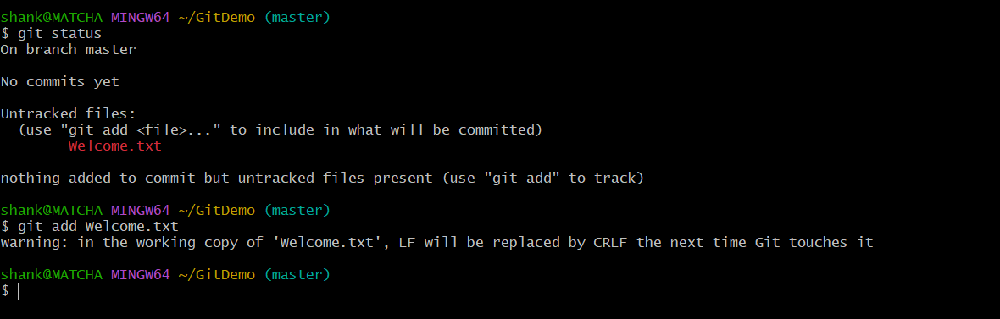 shank@MATCHA MINGW64 ~/GitDemo (master)
$ git status
On branch master
No commits yet
Untracked files:
(use "git add <file>..." to include in what will be committed)
Welcome.txt
nothing added to commit but untracked files present (use "git add" to track)
shank@MATCHA MINGW64 ~/GitDemo (master)
$ git add Welcome.txt
warning: in the working copy of 'Welcome.txt', LF will be replaced by CRLF the next time Git touches it
shank@MATCHA MINGW64 ~/GitDemo (master)
$